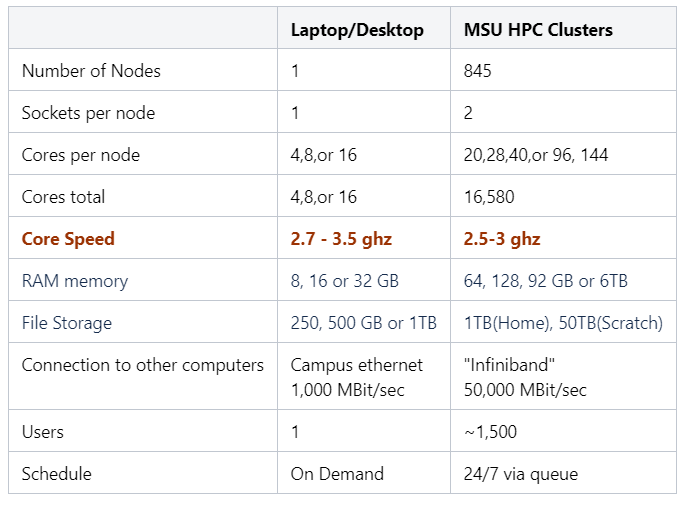 Laptop/Desktop MSU HPC Clusters
Number of Nodes 1 845
Sockets per node 1 2
Cores per node 4,8,or 16 20,28,40,or 96, 144
Cores total 4,8,or 16 16,580
Core Speed 2.7 - 3.5 ghz 2.5-3 ghz
RAM memory 8, 16 or 32 GB 64, 128, 92 GB or 6TB
File Storage 250, 500 GB or 1TB 1TB(Home), 50TB(Scratch)
Connection to other computers Campus ethernet "Infiniband"
1,000 MBit/sec 50,000 MBit/sec
Users 1 ~1,500
Schedule On Demand 24/7 via queue